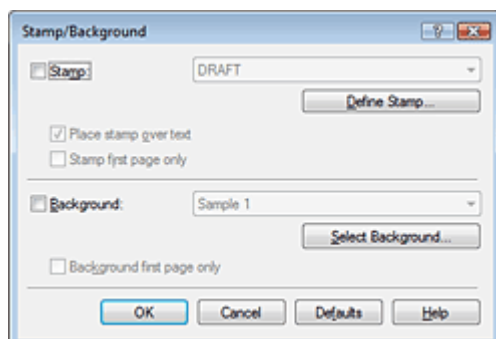 Stamp/Background
Stamp: DRAFT
Define Stamp...
Place stamp over text
Stamp first page only
Background: Sample 1
Select Background...
Background first page only
OK Cancel Defaults Help